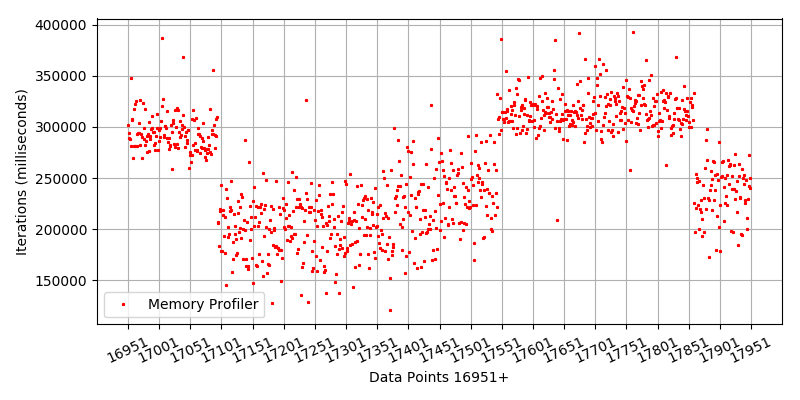 400000
350000
300000
250000
200000
150000
Iterations (milliseconds)
Memory Profiler
16951 17001 17051 17101 17151 17201 17251 17301 17351 17401 17451 17501 17551 17601 17651 17701 17751 17801 17851 17901 17951
Data Points 16951+